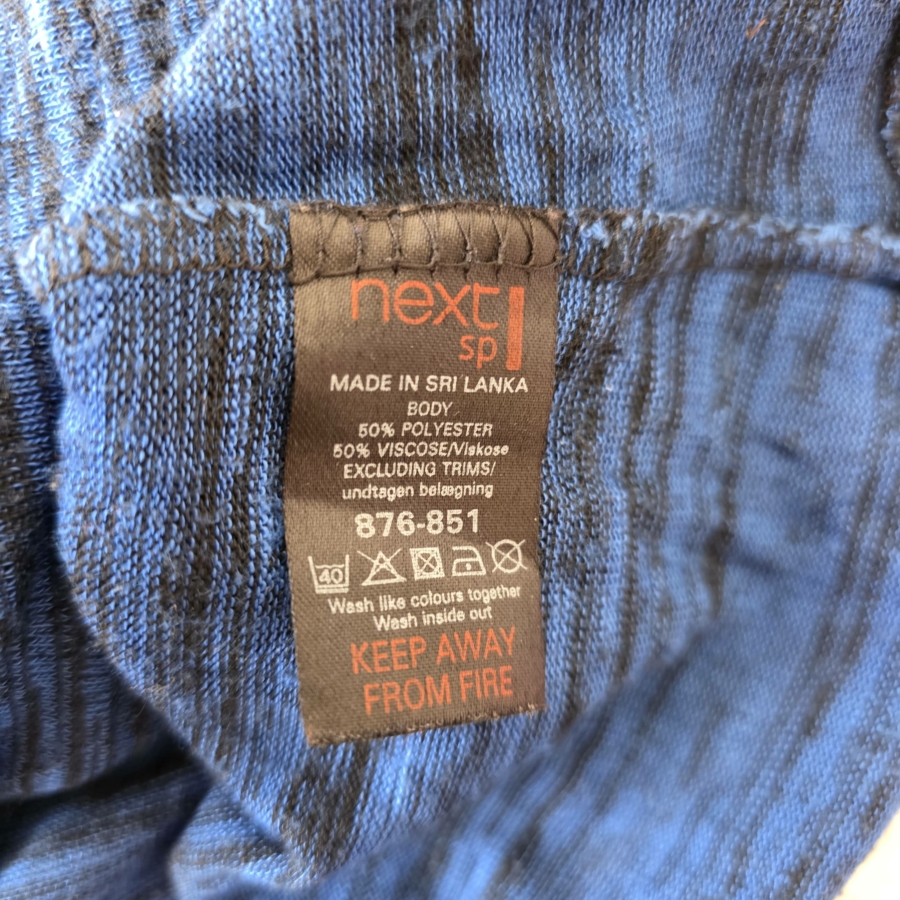 next
sp
MADE IN SRI LANKA
BODY
50% POLYESTER
50% VISCOSE/Viskose
EXCLUDING TRIMS/
undtagen belægning
876-851
40
Wash like colours together
Wash inside out
KEEP AWAY
FROM FIRE